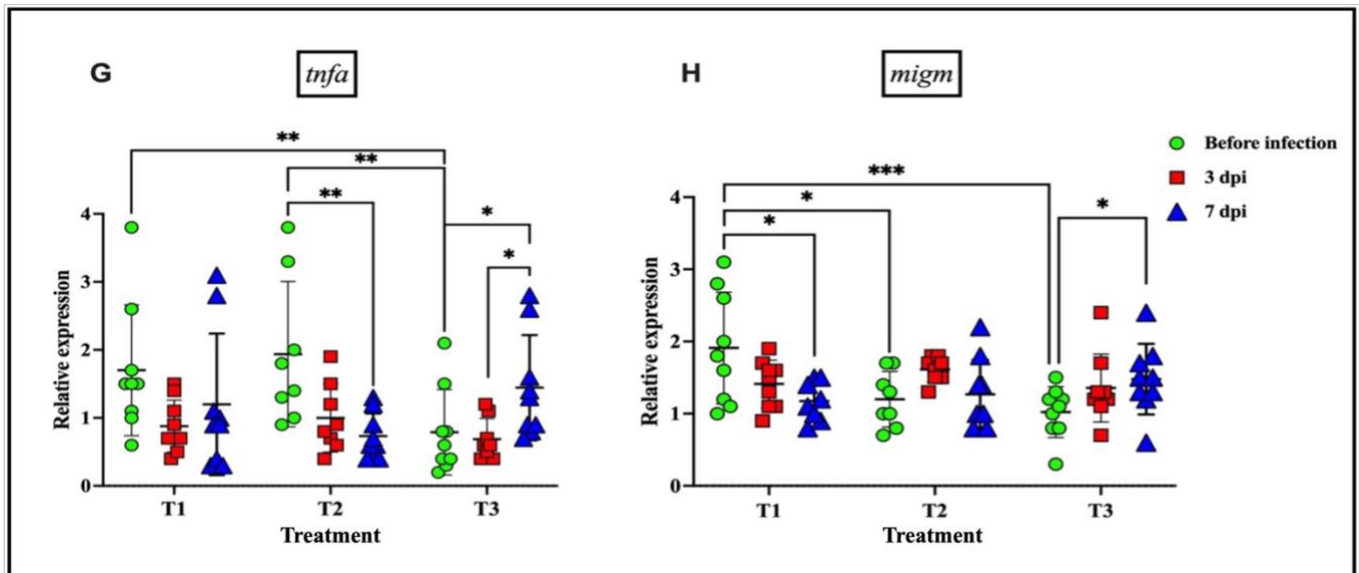 G
tnfa
H
migm
Before infection
3 dpi
7 dpi
**
**
**
*
*
***
*
*
*
Relative expression
4
3
2
1
0
T1
T2
T3
Treatment
Relative expression
4
3
2
1
0
T1
T2
T3
Treatment